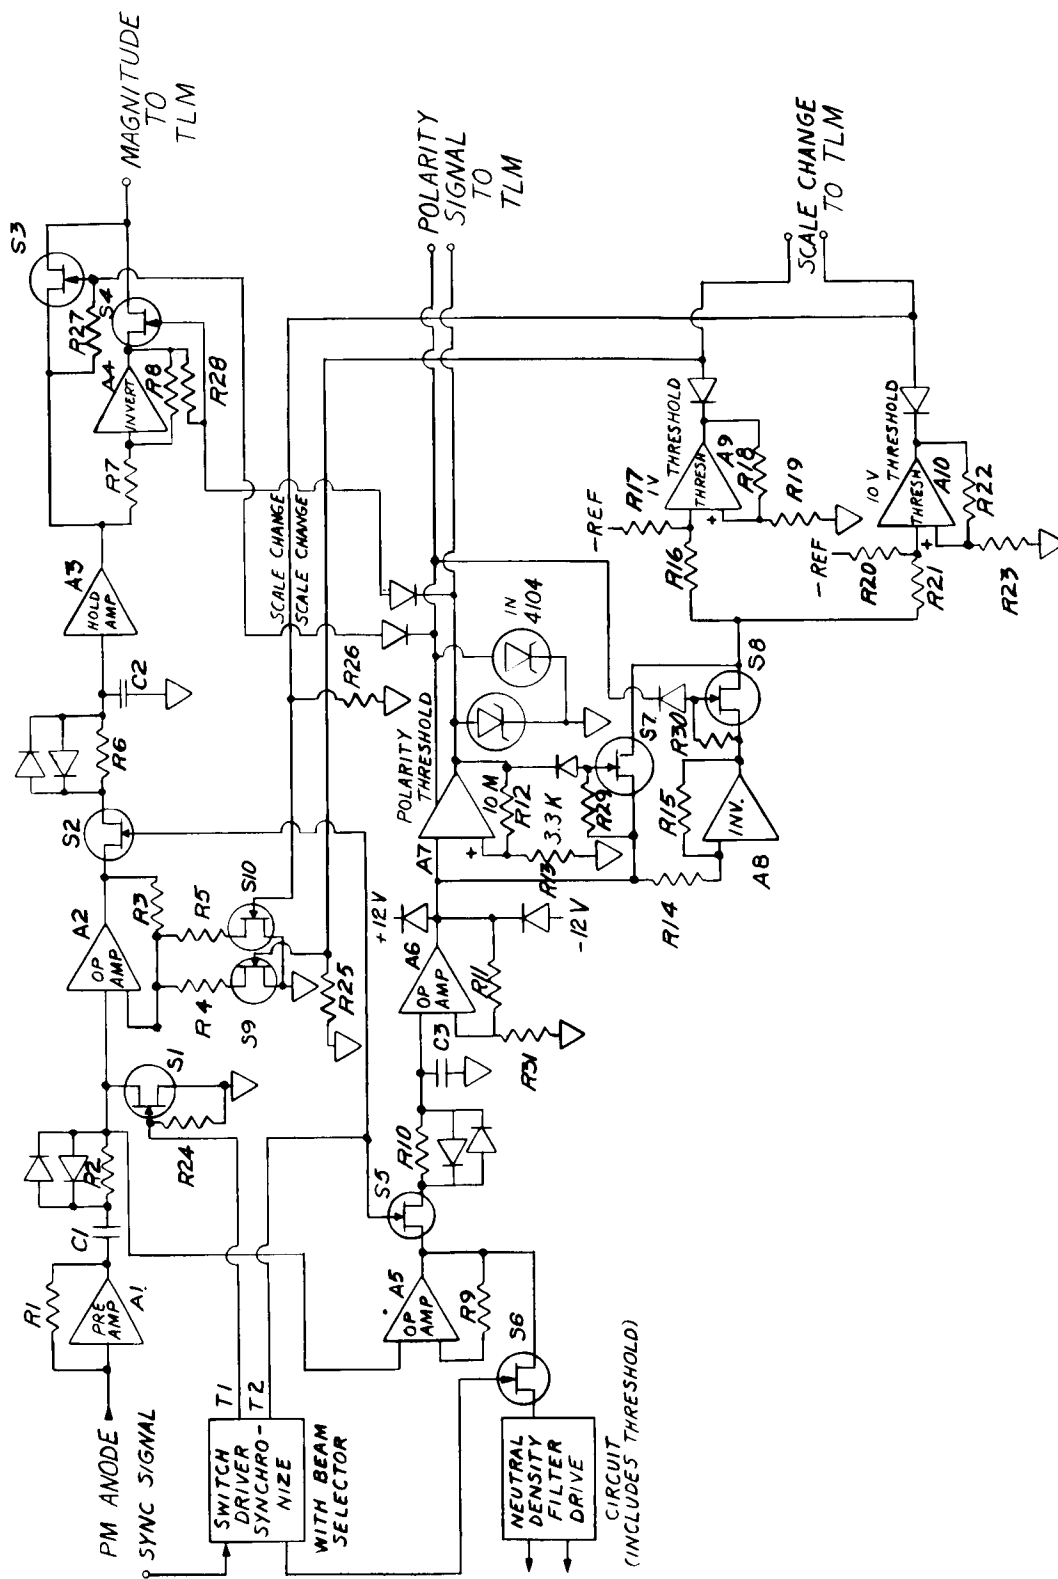 PM ANODE
SYNC SIGNAL
R1
PRE
AMP
A1
C1
R2
S1
R24
T1
T2
SWITCH
DRIVER
SYNCHRO-
NIZE
WITH BEAM
SELECTOR
NEUTRAL
DENSITY
FILTER
DRIVE
CIRCUIT
(INCLUDES THRESHOLD)
A2
OP
AMP
R3
R4
R5
S9
S10
R25
S2
R6
C2
A3
HOLD
AMP
R7
A4
INVERT
R8
R28
R27
S4
S3
MAGNITUDE
TO
TLM
SCALE CHANGE
SCALE CHANGE
R26
A5
OP
AMP
R9
S6
S5
R10
C3
A6
OP
AMP
R11
R31
+12V
-12V
A7
+
POLARITY
THRESHOLD
10 M
R12
3.3 K
R13
IN
4104
POLARITY
SIGNAL
TO
TLM
R29
S7
R14
R15
INV.
A8
R30
S8
-REF
R17
1V
THRESHOLD
R16
THRESH
A9
+
R18
R19
-REF
R20
10 V
THRESHOLD
R21
THRESH
A10
+
R22
R23
SCALE CHANGE
TO TLM